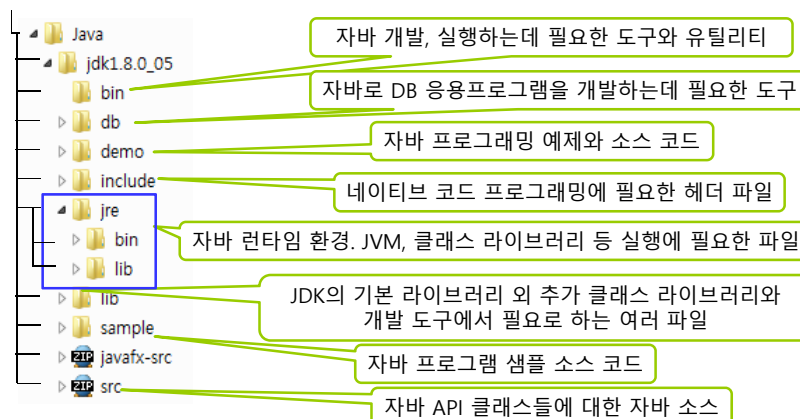 Java
자바 개발, 실행하는데 필요한 도구와 유틸리티
jdk1.8.0_05
bin
자바로 DB 응용프로그램을 개발하는데 필요한 도구
db
자바 프로그래밍 예제와 소스 코드
demo
include
네이티브 코드 프로그래밍에 필요한 헤더 파일
jre
bin
자바 런타임 환경. JVM, 클래스 라이브러리 등 실행에 필요한 파일
lib
lib
JDK의 기본 라이브러리 외 추가 클래스 라이브러리와
개발 도구에서 필요로 하는 여러 파일
sample
javafx-src
자바 프로그램 샘플 소스 코드
src
자바 API 클래스들에 대한 자바 소스
ZIP
ZIP